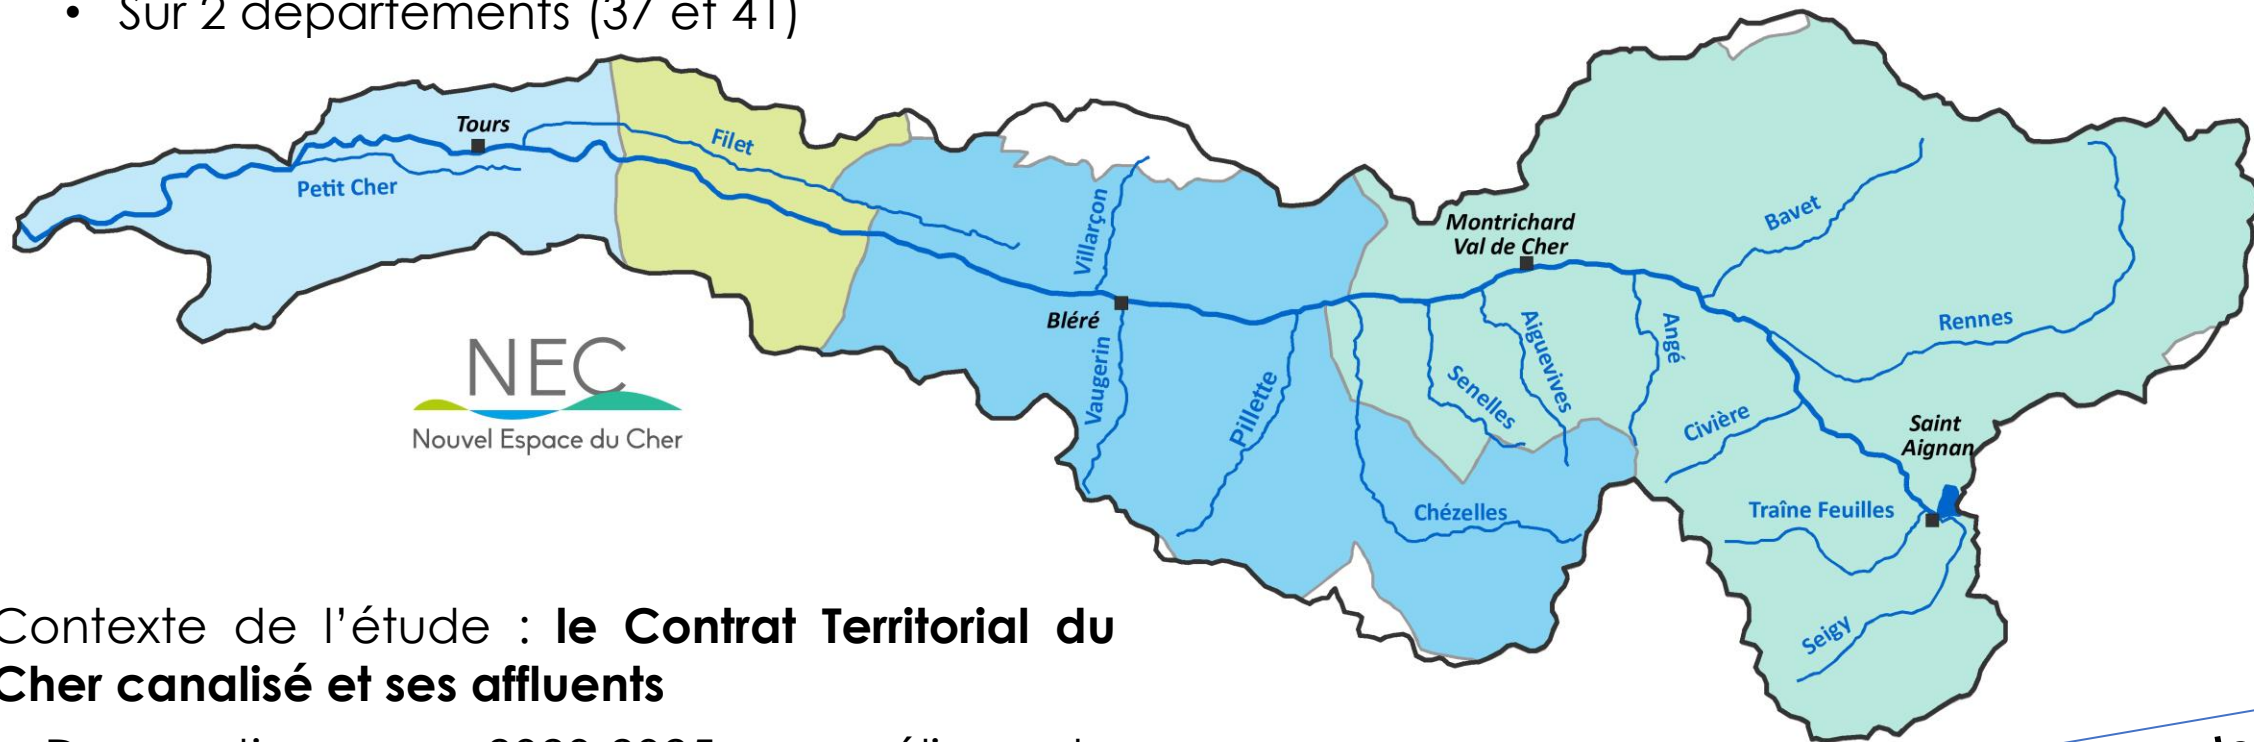 • Sur 2 départements (37 et 41)
Tours
Filet
Petit Cher
Villarçon
Montrichard
Val de Cher
Bavet
Bléré
Vaugerin
Pillette
Senelles
Aiguevives
Angé
Rennes
Civière
Saint
Aignan
Chézelles
Traîne Feuilles
Seigy
NEC
Nouvel Espace du Cher
Contexte de l'étude : le Contrat Territorial du
Cher canalisé et ses affluents